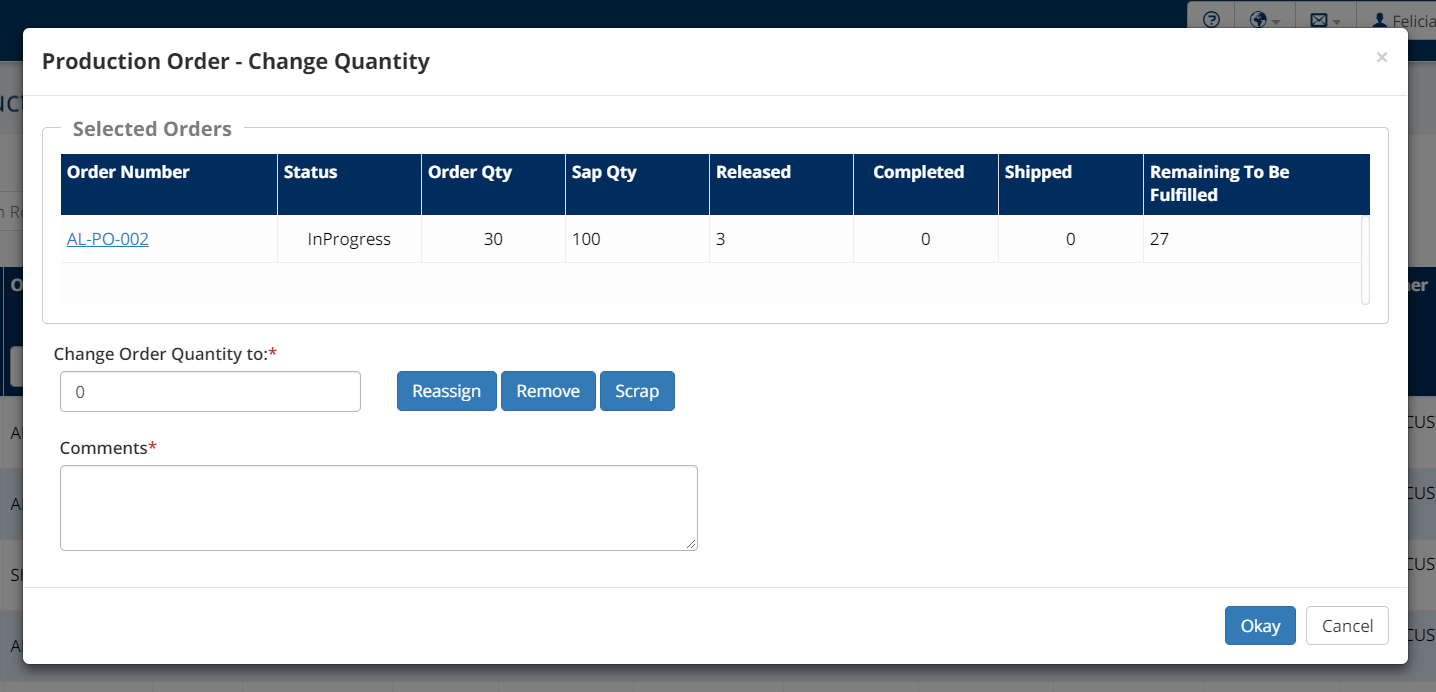 Felicia
Production Order - Change Quantity
×
Selected Orders
Order Number Status Order Qty Sap Qty Released Completed Shipped Remaining To Be
Fulfilled
AL-PO-002 InProgress 30 100 3 0 0 27
Change Order Quantity to:*
0 Reassign Remove Scrap
Comments*
Okay Cancel